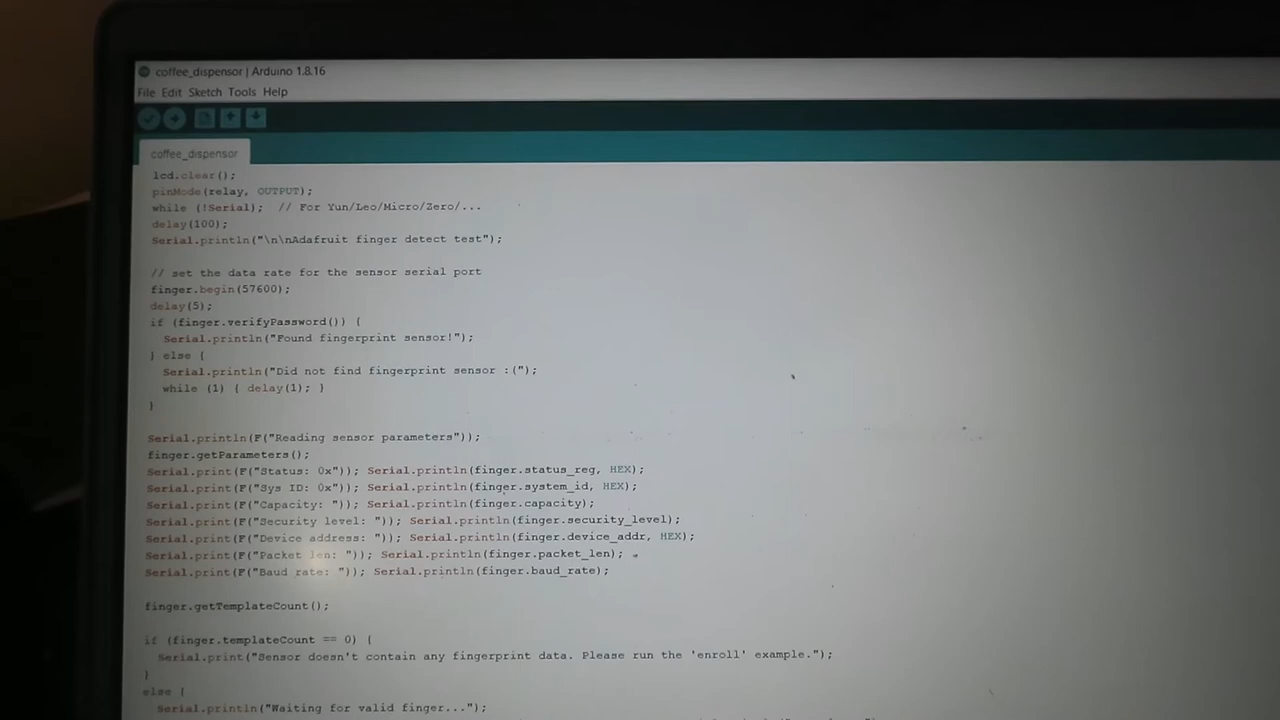 coffee_dispensor | Arduino 1.8.16
File Edit Sketch Tools Help
coffee_dispensor
lcd.clear();
pinMode(relay, OUTPUT);
while (!Serial);  // For Yun/Leo/Micro/Zero/...
delay(100);
Serial.println("\n\nAdafruit finger detect test");
// set the data rate for the sensor serial port
finger.begin(57600);
delay(5);
if (finger.verifyPassword()) {
Serial.println("Found fingerprint sensor!");
} else {
Serial.println("Did not find fingerprint sensor :(");
while (1) { delay(1); }
}
Serial.println(F("Reading sensor parameters"));
finger.getParameters();
Serial.print(F("Status: 0x")); Serial.println(finger.status_reg, HEX);
Serial.print(F("Sys ID: 0x")); Serial.println(finger.system_id, HEX);
Serial.print(F("Capacity: ")); Serial.println(finger.capacity);
Serial.print(F("Security level: ")); Serial.println(finger.security_level);
Serial.print(F("Device address: ")); Serial.println(finger.device_addr, HEX);
Serial.print(F("Packet len: ")); Serial.println(finger.packet_len);
Serial.print(F("Baud rate: ")); Serial.println(finger.baud_rate);
finger.getTemplateCount();
if (finger.templateCount == 0) {
Serial.print("Sensor doesn't contain any fingerprint data. Please run the 'enroll' example.");
}
else {
Serial.println("Waiting for valid finger...");